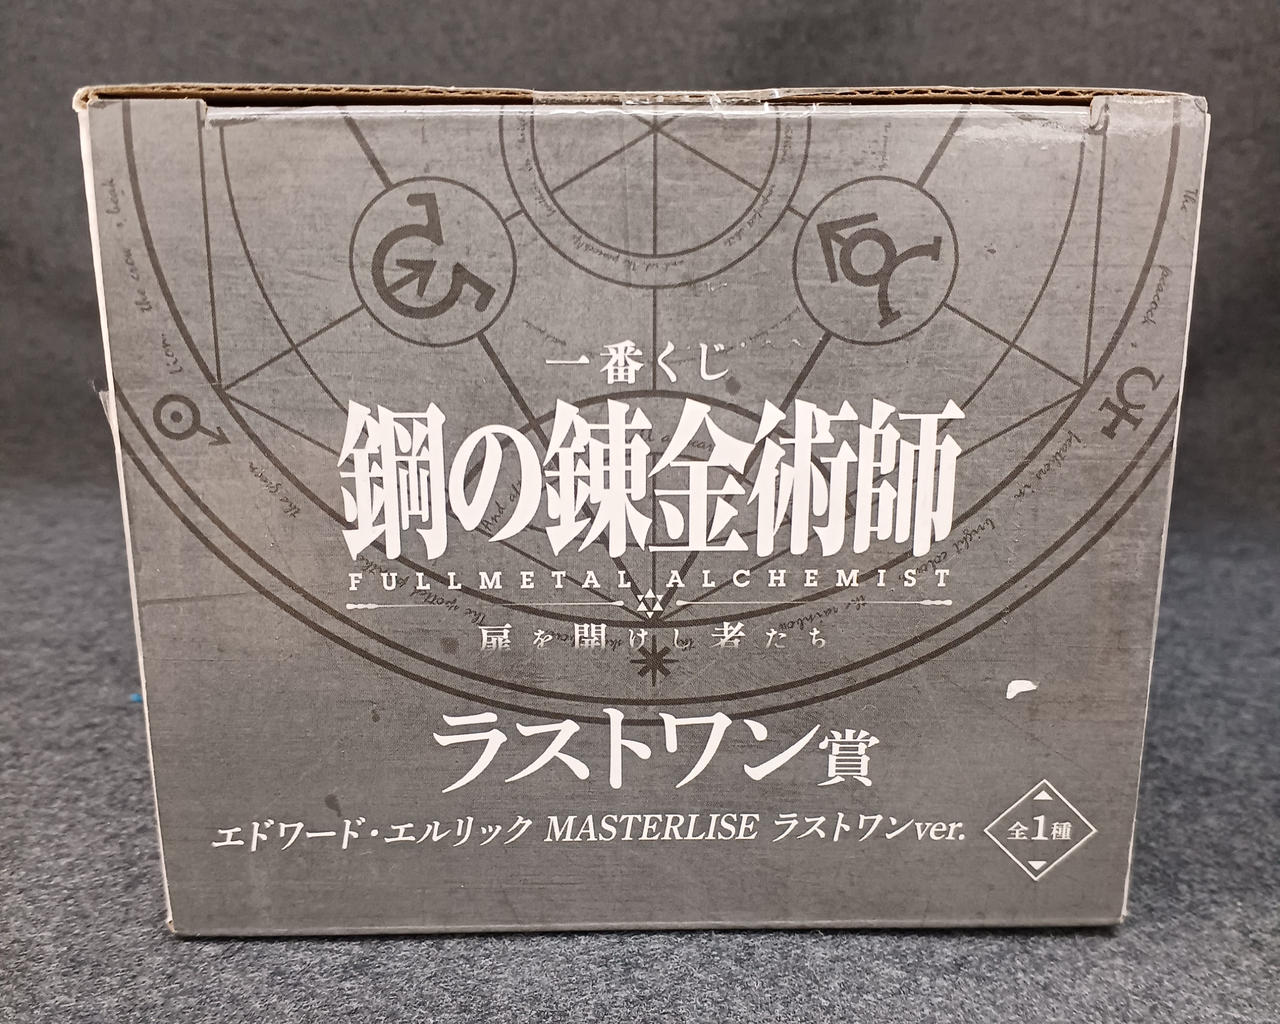 一番くじ
鋼の錬金術師
FULLMETAL ALCHEMIST
扉を開けし者たち
ラストワン賞
エドワード・エルリック MASTERLISE ラストワンver.
全1種